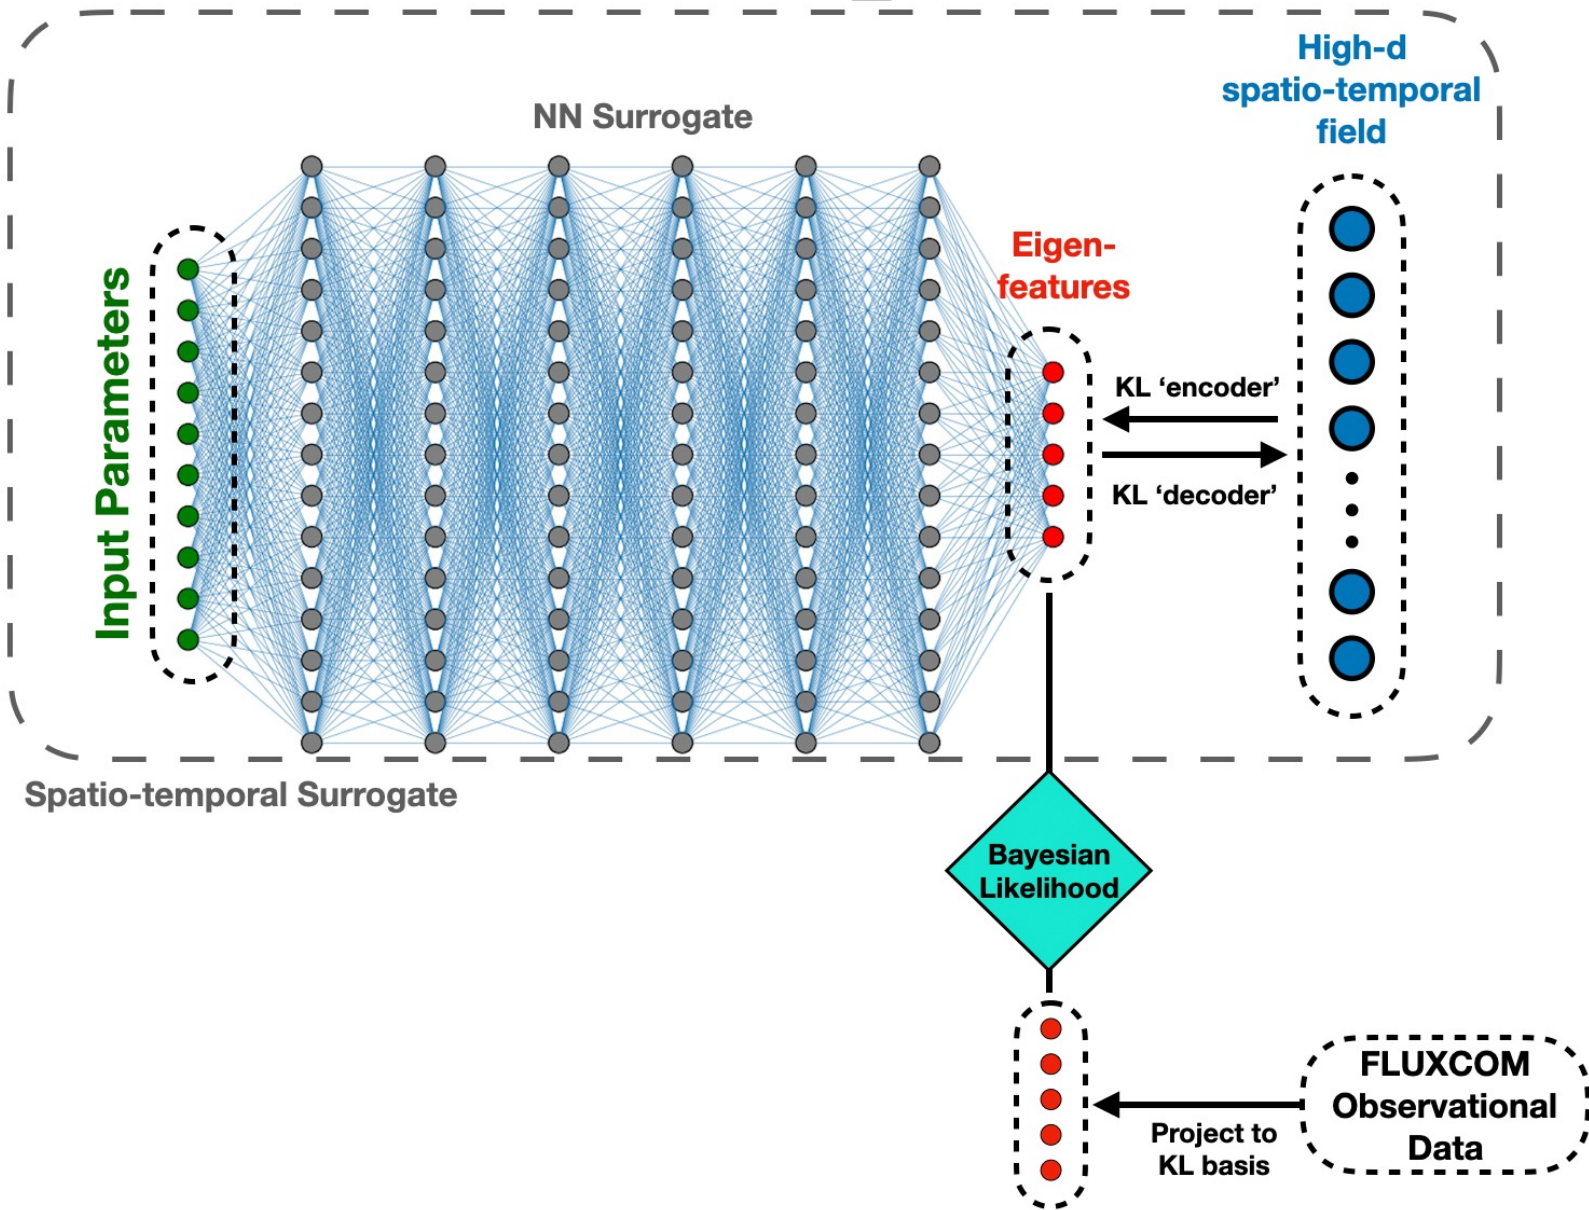 High-d
spatio-temporal
field
NN Surrogate
Eigen-
features
Input Parameters
KL ‘encoder’
KL ‘decoder’
Spatio-temporal Surrogate
Bayesian
Likelihood
FLUXCOM
Observational
Data
Project to
KL basis